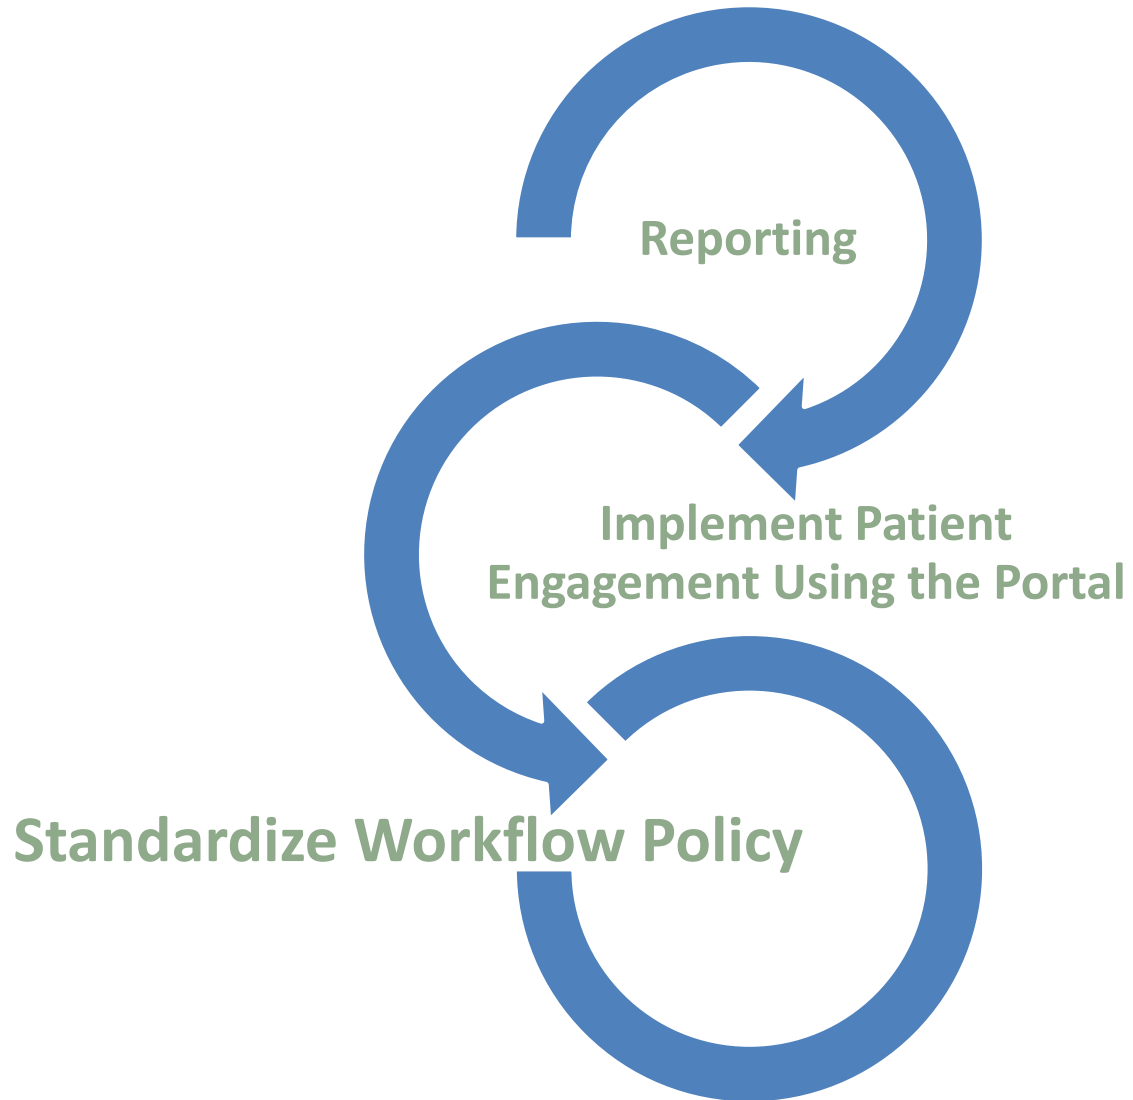 Reporting
Implement Patient
Engagement Using the Portal
Standardize Workflow Policy